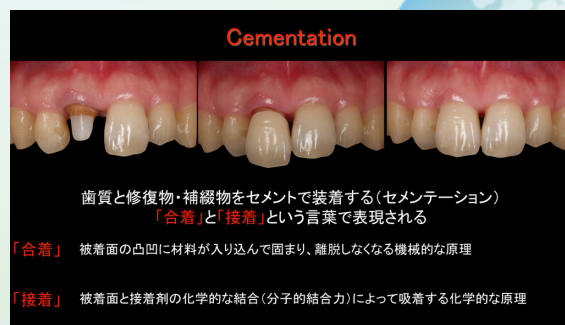 Cementation
歯質と修復物・補綴物をセメントで装着する（セメンテーション）
「合着」と「接着」という言葉で表現される
「合着」 被着面の凸凹に材料が入り込んで固まり、離脱しなくなる機械的な原理
「接着」 被着面と接着剤の化学的な結合（分子的結合力）によって吸着する化学的な原理